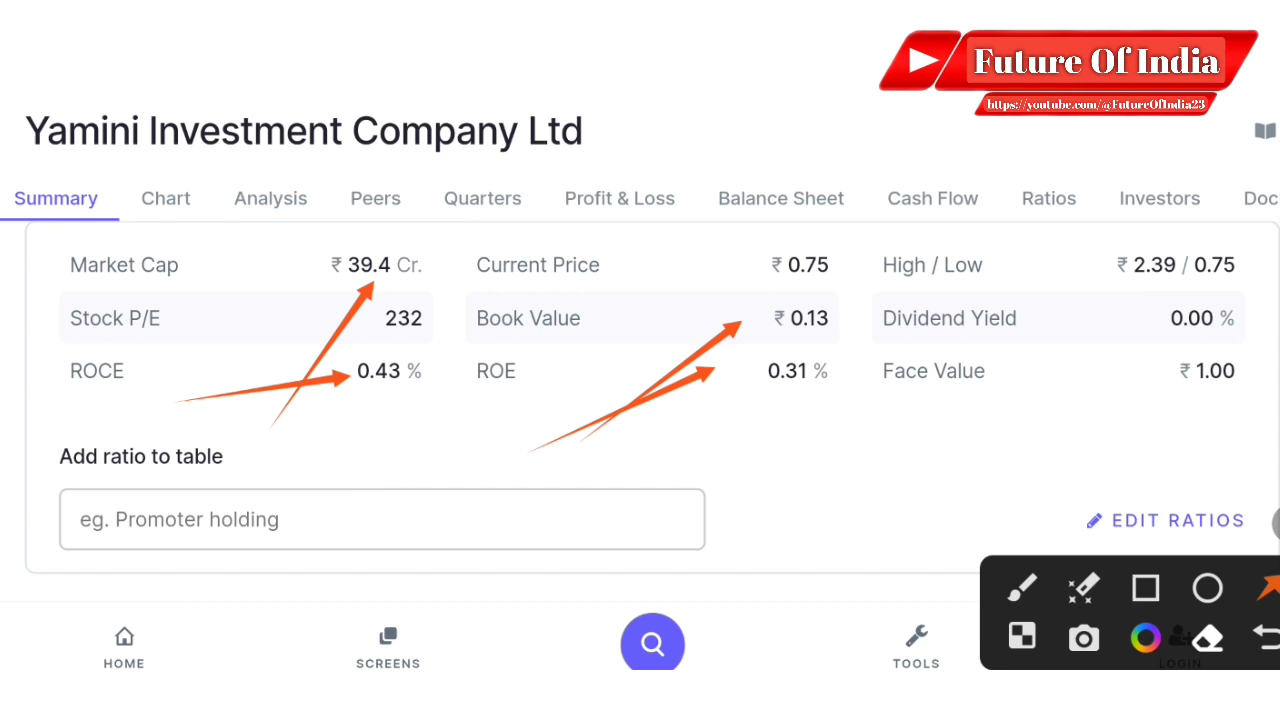 Future Of India
https://youtube.com/@FutureOfIndia23
Yamini Investment Company Ltd
Summary Chart Analysis Peers Quarters Profit & Loss Balance Sheet Cash Flow Ratios Investors Doc
Market Cap ₹ 39.4 Cr. Current Price ₹ 0.75 High / Low ₹ 2.39 / 0.75
Stock P/E 232 Book Value ₹ 0.13 Dividend Yield 0.00 %
ROCE 0.43 % ROE 0.31 % Face Value ₹ 1.00
Add ratio to table
eg. Promoter holding
EDIT RATIOS
HOME SCREENS TOOLS LOGIN